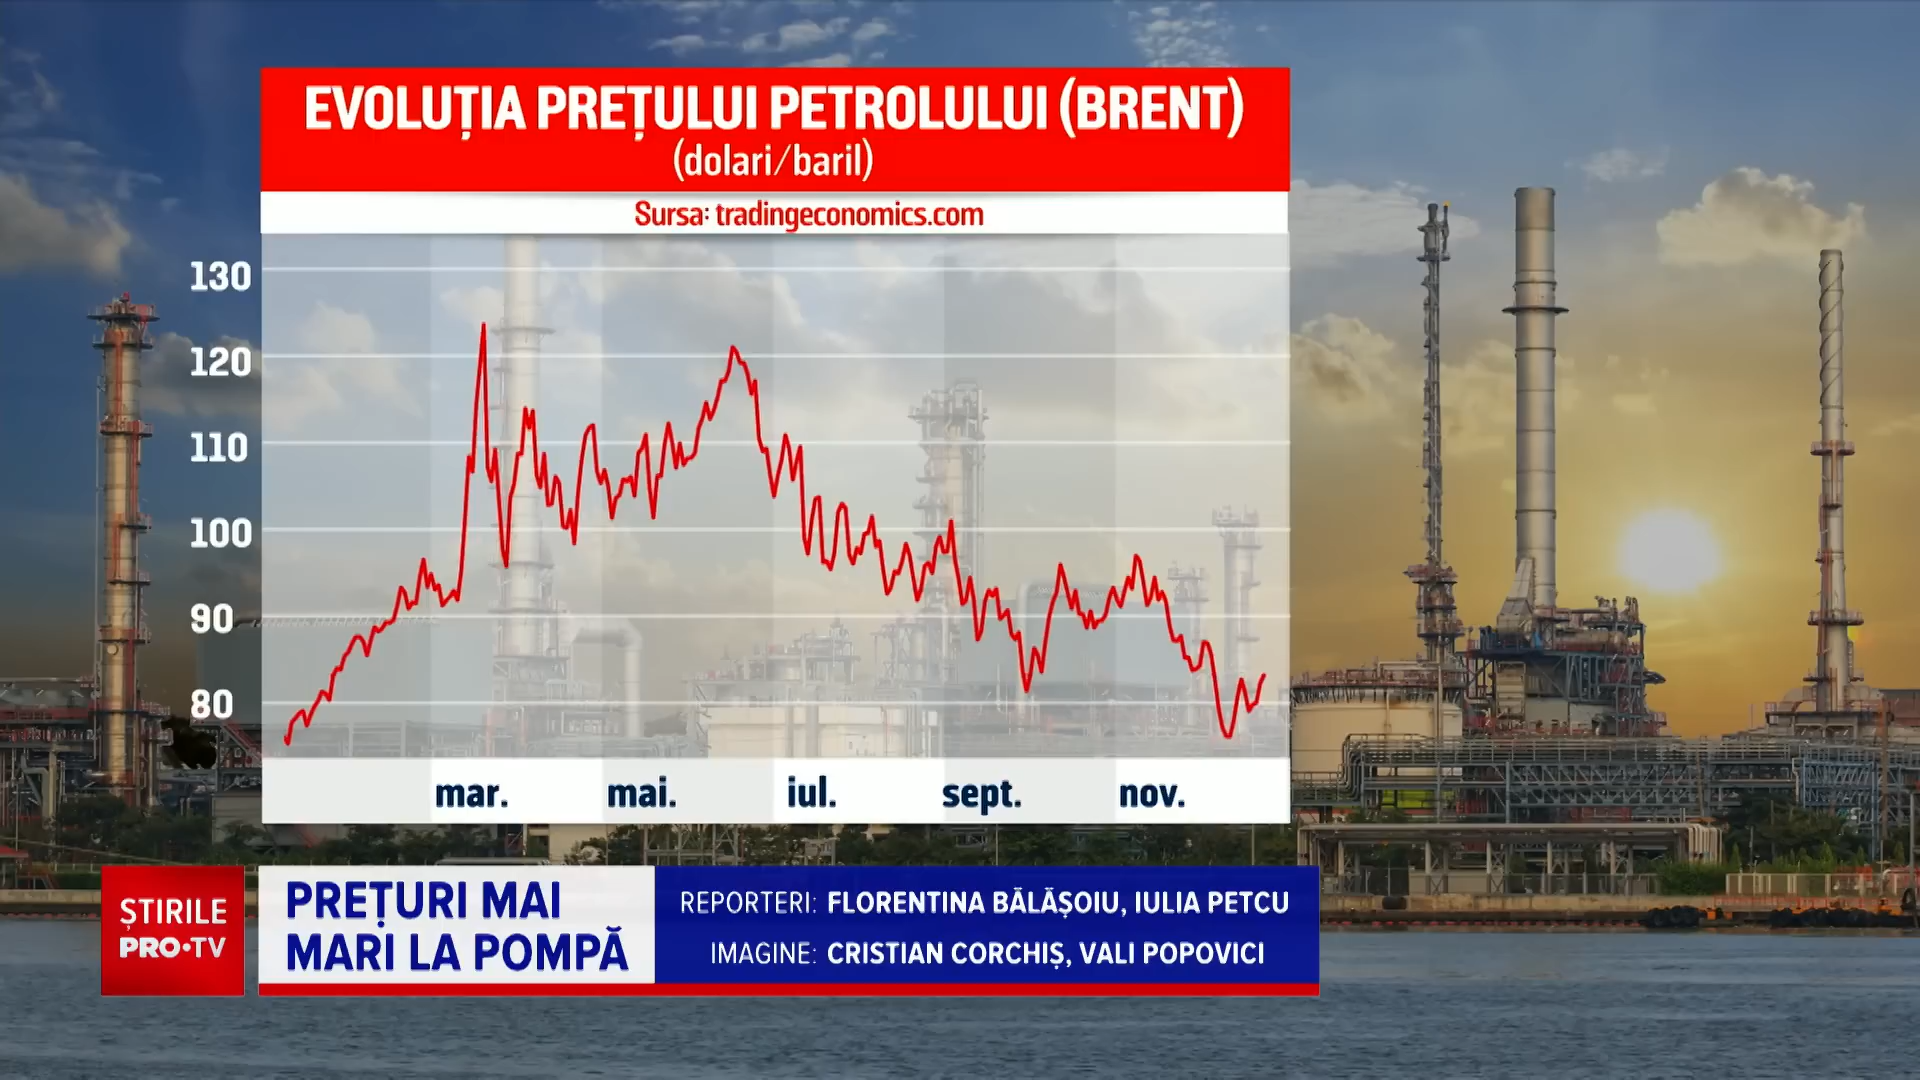 EVOLUȚIA PREȚULUI PETROLULUI (BRENT)
(dolari/baril)
Sursa: tradingeconomics.com
130
120
110
100
90
80
mar. mai. iul. sept. nov.
ȘTIRILE
PRO•TV
PREȚURI MAI
MARI LA POMPĂ
REPORTERI: FLORENTINA BĂLĂȘOIU, IULIA PETCU
IMAGINE: CRISTIAN CORCHIȘ, VALI POPOVICI